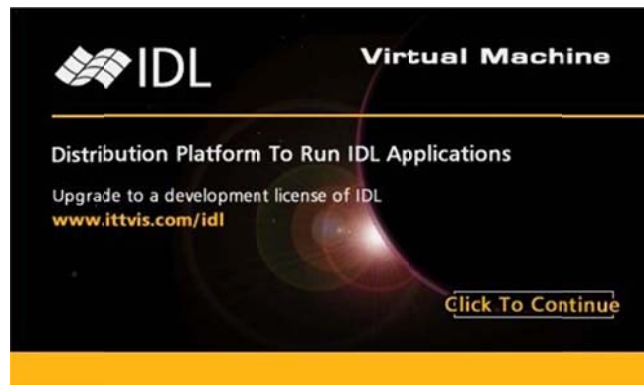 IDL
Virtual Machine
Distribution Platform To Run IDL Applications
Upgrade to a development license of IDL
www.ittvis.com/idl
Click To Continue